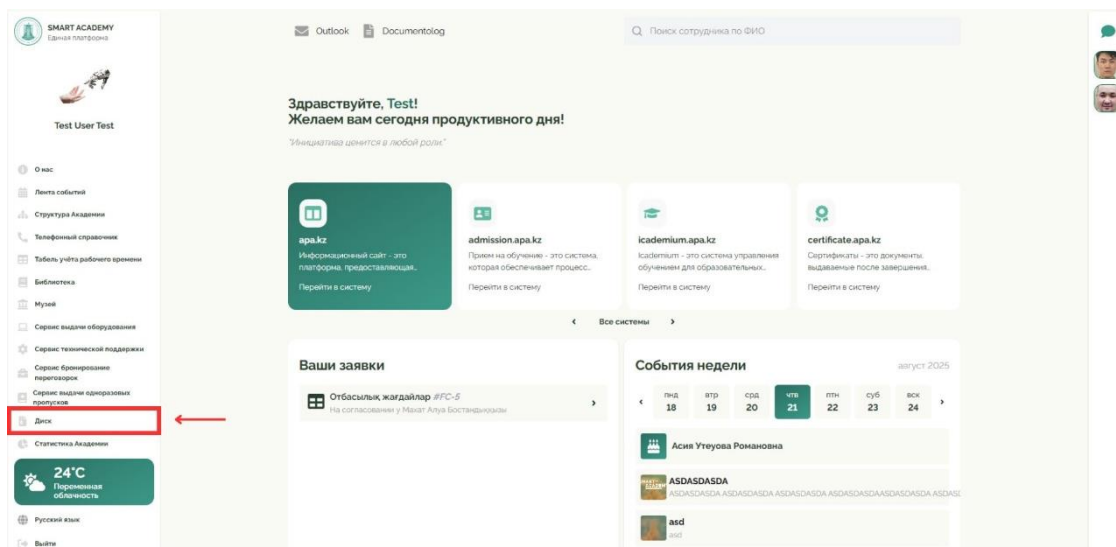 SMART ACADEMY
Единая платформа
Test User Test
О нас
Лента событий
Структура Академии
Телефонный справочник
Табель учёта рабочего времени
Библиотека
Музей
Сервис выдачи оборудования
Сервис технической поддержки
Сервис бронирование
переговорок
Сервис выдачи одноразовых
пропусков
Диск
Статистика Академии
24°C
Переменная
облачность
Русский язык
Выйти
Outlook
Documentolog
Поиск сотрудника по ФИО
Здравствуйте, Test!
Желаем вам сегодня продуктивного дня!
"Инициатива ценится в любой роли."
apa.kz
Информационный сайт - это
платформа, предоставляющая..
Перейти в систему
admission.apa.kz
Прием на обучение - это система,
которая обеспечивает процесс..
Перейти в систему
icademium.apa.kz
Icademium - это система управления
обучением для образовательных..
Перейти в систему
certificate.apa.kz
Сертификаты - это документы,
выдаваемые после завершения..
Перейти в систему
Все системы
Ваши заявки
Отбасылық жағдайлар #FC-5
На согласовании у Махат Алуа Бостандыққызы
События недели
август 2025
пнд втр срд чтв птн суб вск
18 19 20 21 22 23 24
Асия Утеуова Романовна
ASDASDASDA
ASDASDASDA ASDASDASDA ASDASDASDA ASDASDASDAASDASDASDA
asd
asd